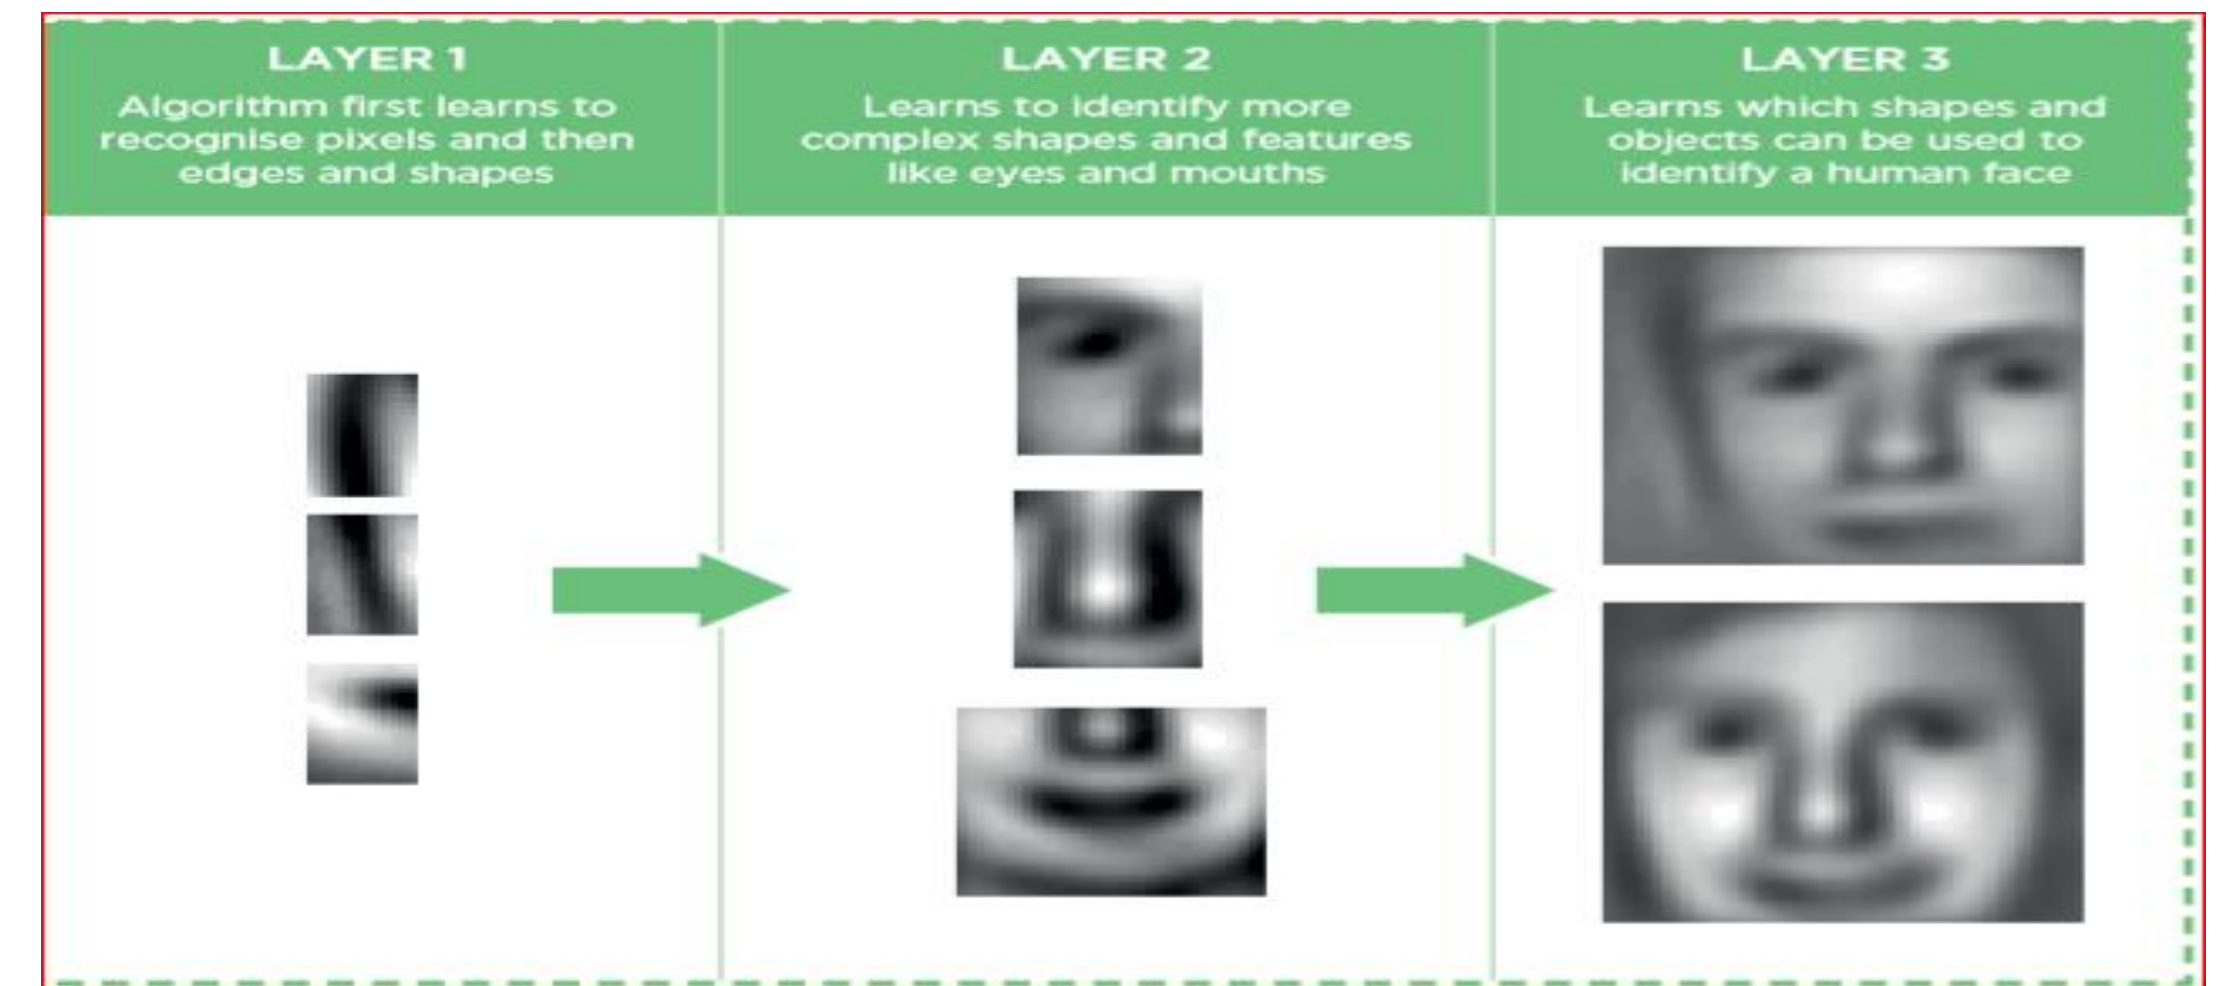 LAYER 1
Algorithm first learns to
recognise pixels and then
edges and shapes
LAYER 2
Learns to identify more
complex shapes and features
like eyes and mouths
LAYER 3
Learns which shapes and
objects can be used to
identify a human face